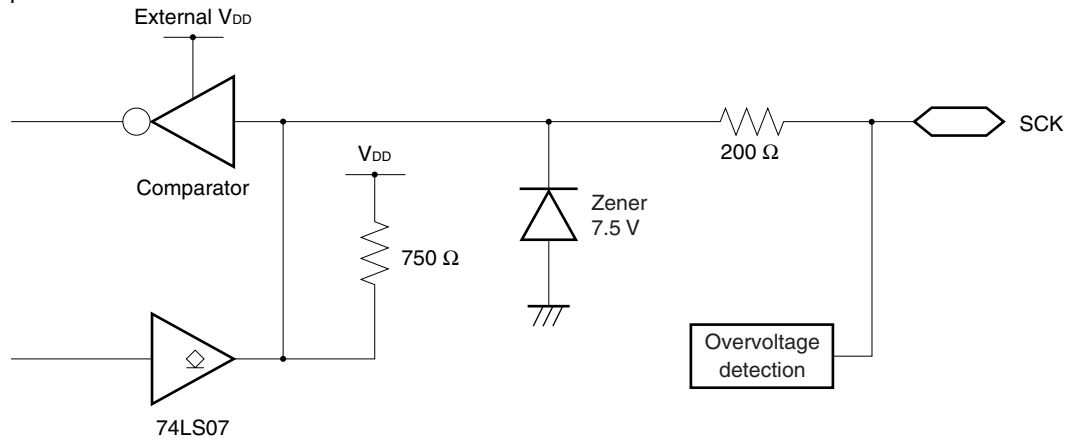 External VDD
SCK
200 Ω
VDD
Comparator
Zener
7.5 V
750 Ω
Overvoltage
detection
74LS07